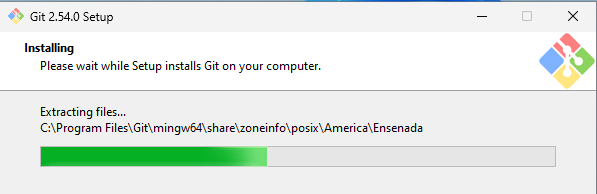 Git 2.54.0 Setup
Installing
Please wait while Setup installs Git on your computer.
Extracting files...
C:\Program Files\Git\mingw64\share\zoneinfo\posix\America\Ensenada